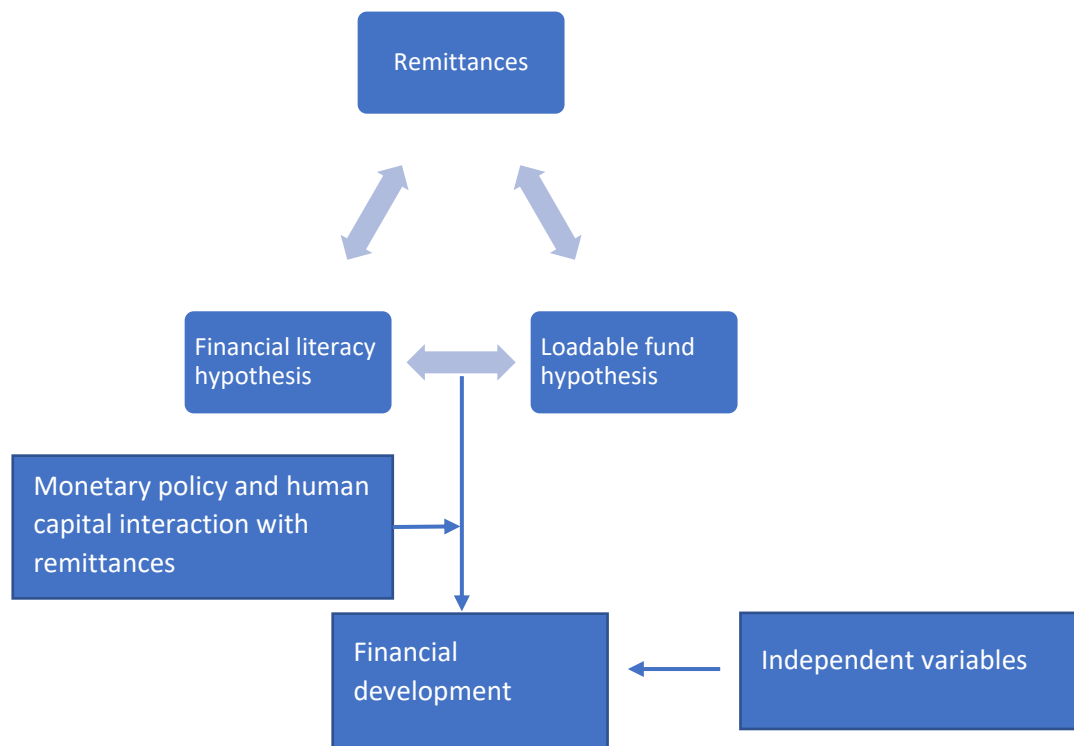 Remittances
Financial literacy
hypothesis
Loadable fund
hypothesis
Monetary policy and human
capital interaction with
remittances
Financial
development
Independent variables